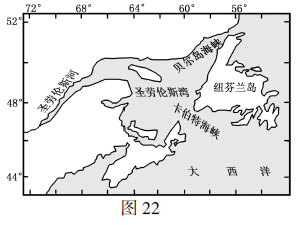 72° 68° 64° 60° 56°
52°
贝尔岛海峡
圣劳伦斯河
圣劳伦斯湾
纽芬兰岛
48°
卡伯特海峡
44°
大西洋
图 22